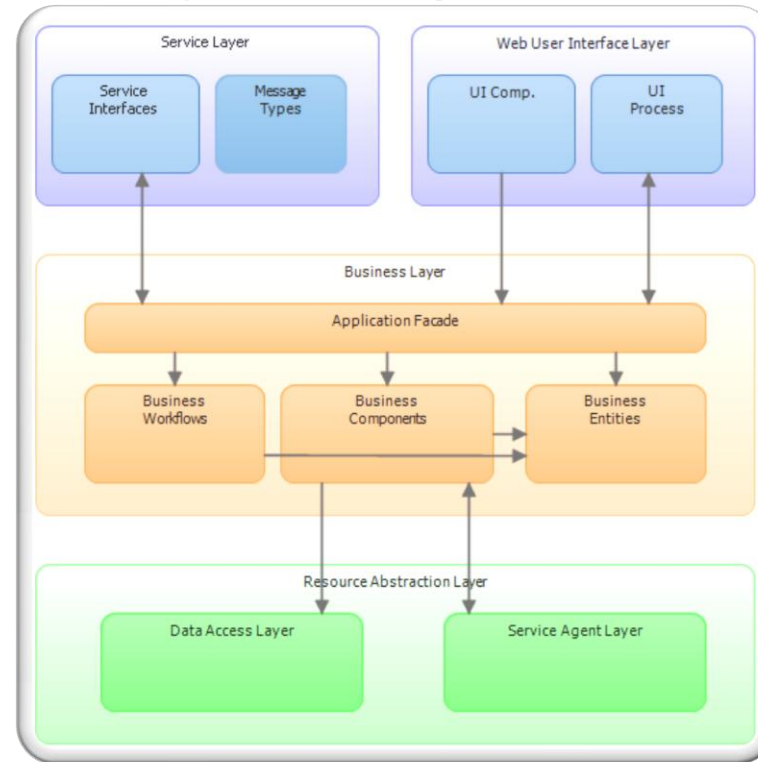 Service Layer
Web User Interface Layer
Service
Interfaces
Message
Types
UI Comp.
UI
Process
Business Layer
Application Facade
Business
Workflows
Business
Components
Business
Entities
Resource Abstraction Layer
Data Access Layer
Service Agent Layer